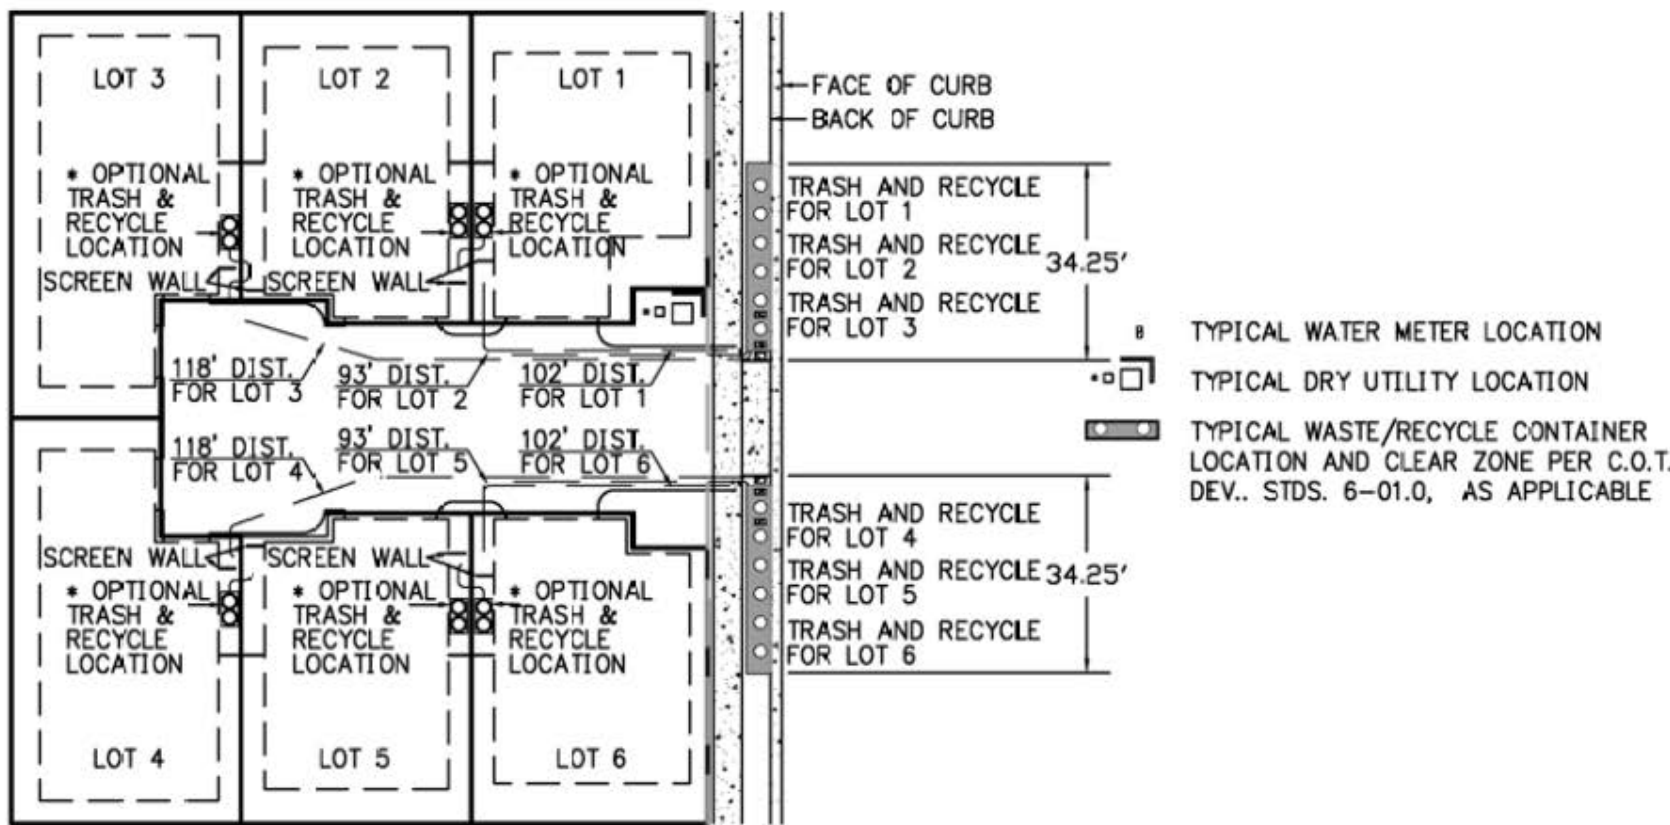 LOT 3
LOT 2
LOT 1
* OPTIONAL
TRASH &
RECYCLE
LOCATION
* OPTIONAL
TRASH &
RECYCLE
LOCATION
* OPTIONAL
TRASH &
RECYCLE
LOCATION
SCREEN WALL
SCREEN WALL
118' DIST.
FOR LOT 3
93' DIST.
FOR LOT 2
102' DIST.
FOR LOT 1
118' DIST.
FOR LOT 4
93' DIST.
FOR LOT 5
102' DIST.
FOR LOT 6
SCREEN WALL
SCREEN WALL
* OPTIONAL
TRASH &
RECYCLE
LOCATION
* OPTIONAL
TRASH &
RECYCLE
LOCATION
* OPTIONAL
TRASH &
RECYCLE
LOCATION
LOT 4
LOT 5
LOT 6
FACE OF CURB
BACK OF CURB
TRASH AND RECYCLE
FOR LOT 1
TRASH AND RECYCLE
FOR LOT 2
TRASH AND RECYCLE
FOR LOT 3
34.25'
TRASH AND RECYCLE
FOR LOT 4
TRASH AND RECYCLE
FOR LOT 5
TRASH AND RECYCLE
FOR LOT 6
34.25'
TYPICAL WATER METER LOCATION
TYPICAL DRY UTILITY LOCATION
TYPICAL WASTE/RECYCLE CONTAINER
LOCATION AND CLEAR ZONE PER C.O.T.
DEV.. STDS. 6-01.0, AS APPLICABLE